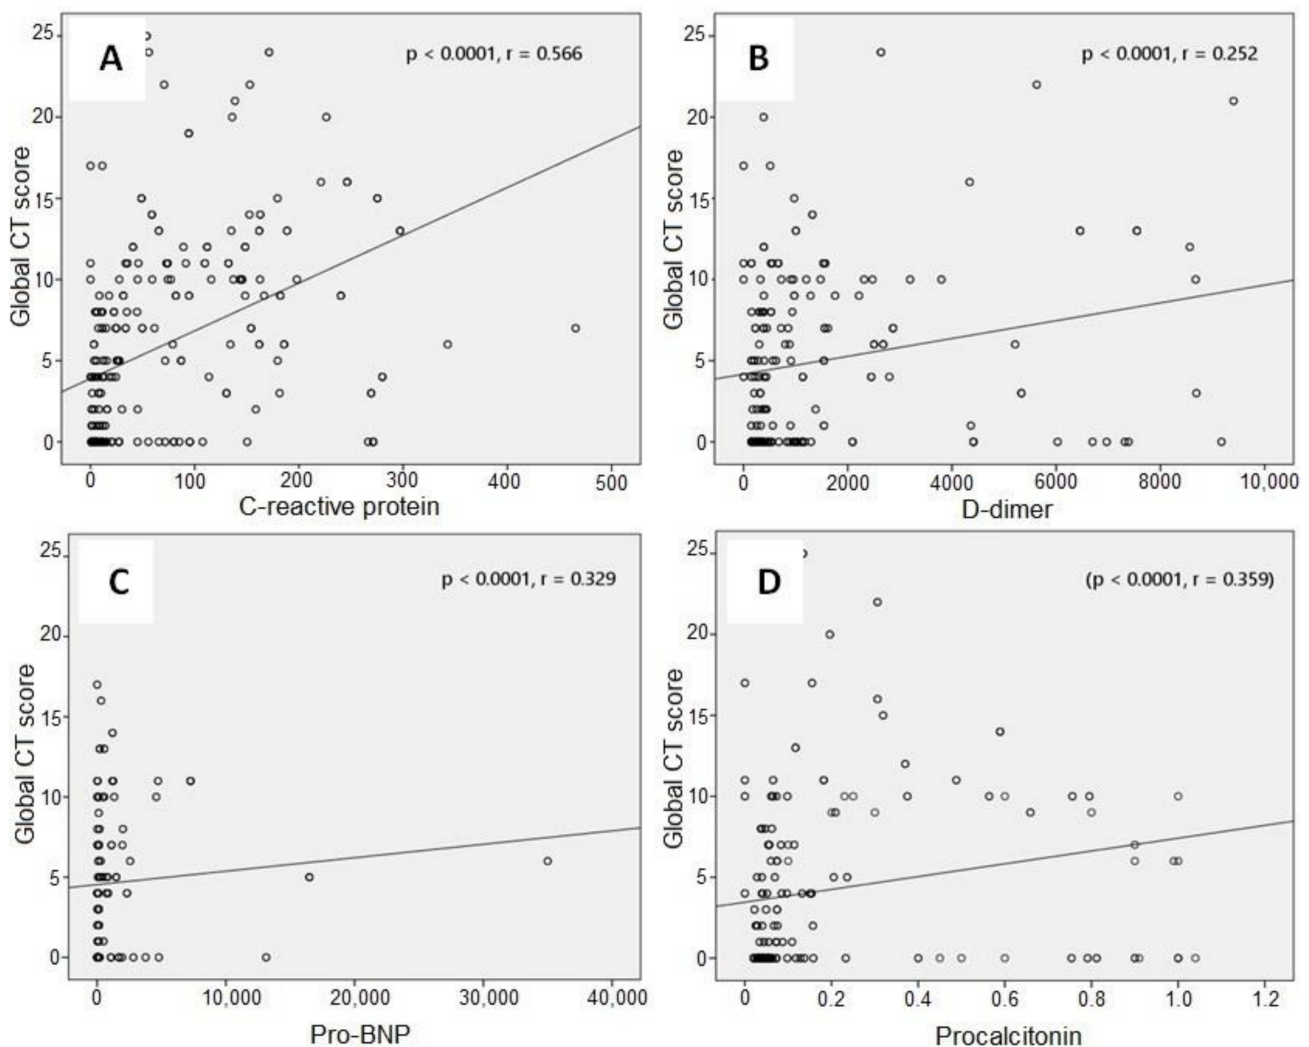 A
p < 0.0001, r = 0.566
Global CT score
25
20
15
10
5
0
0 100 200 300 400 500
C-reactive protein
B
p < 0.0001, r = 0.252
Global CT score
25
20
15
10
5
0
0 2000 4000 6000 8000 10,000
D-dimer
C
p < 0.0001, r = 0.329
Global CT score
25
20
15
10
5
0
0 10,000 20,000 30,000 40,000
Pro-BNP
D
(p < 0.0001, r = 0.359)
Global CT score
25
20
15
10
5
0
0 0.2 0.4 0.6 0.8 1.0 1.2
Procalcitonin